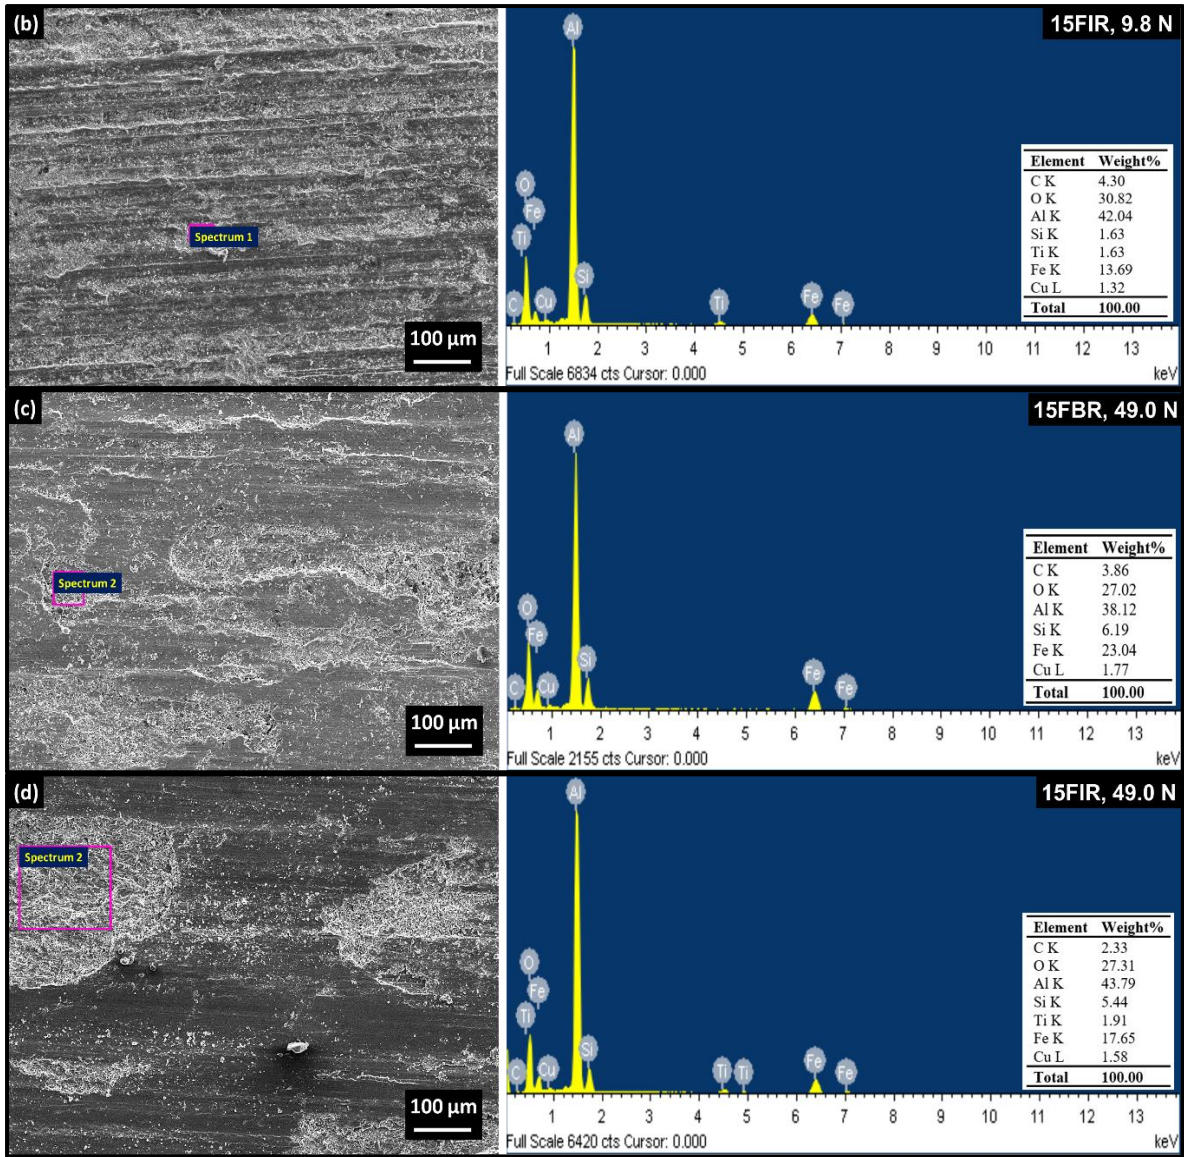 (b)
15FIR, 9.8 N
Spectrum 1
100 µm
Al
O
Fe
Ti
Si
C
Cu
Ti
Fe
Fe
Element Weight%
C K 4.30
O K 30.82
Al K 42.04
Si K 1.63
Ti K 1.63
Fe K 13.69
Cu L 1.32
Total 100.00
1 2 3 4 5 6 7 8 9 10 11 12 13
Full Scale 6834 cts Cursor: 0.000 keV
(c)
15FBR, 49.0 N
Spectrum 2
100 µm
Al
O
Fe
Si
C
Cu
Fe
Fe
Element Weight%
C K 3.86
O K 27.02
Al K 38.12
Si K 6.19
Fe K 23.04
Cu L 1.77
Total 100.00
1 2 3 4 5 6 7 8 9 10 11 12 13
Full Scale 2155 cts Cursor: 0.000 keV
(d)
15FIR, 49.0 N
Spectrum 2
100 µm
Al
O
Fe
Ti
Si
C
Cu
Ti
Ti
Fe
Fe
Element Weight%
C K 2.33
O K 27.31
Al K 43.79
Si K 5.44
Ti K 1.91
Fe K 17.65
Cu L 1.58
Total 100.00
1 2 3 4 5 6 7 8 9 10 11 12 13
Full Scale 6420 cts Cursor: 0.000 keV